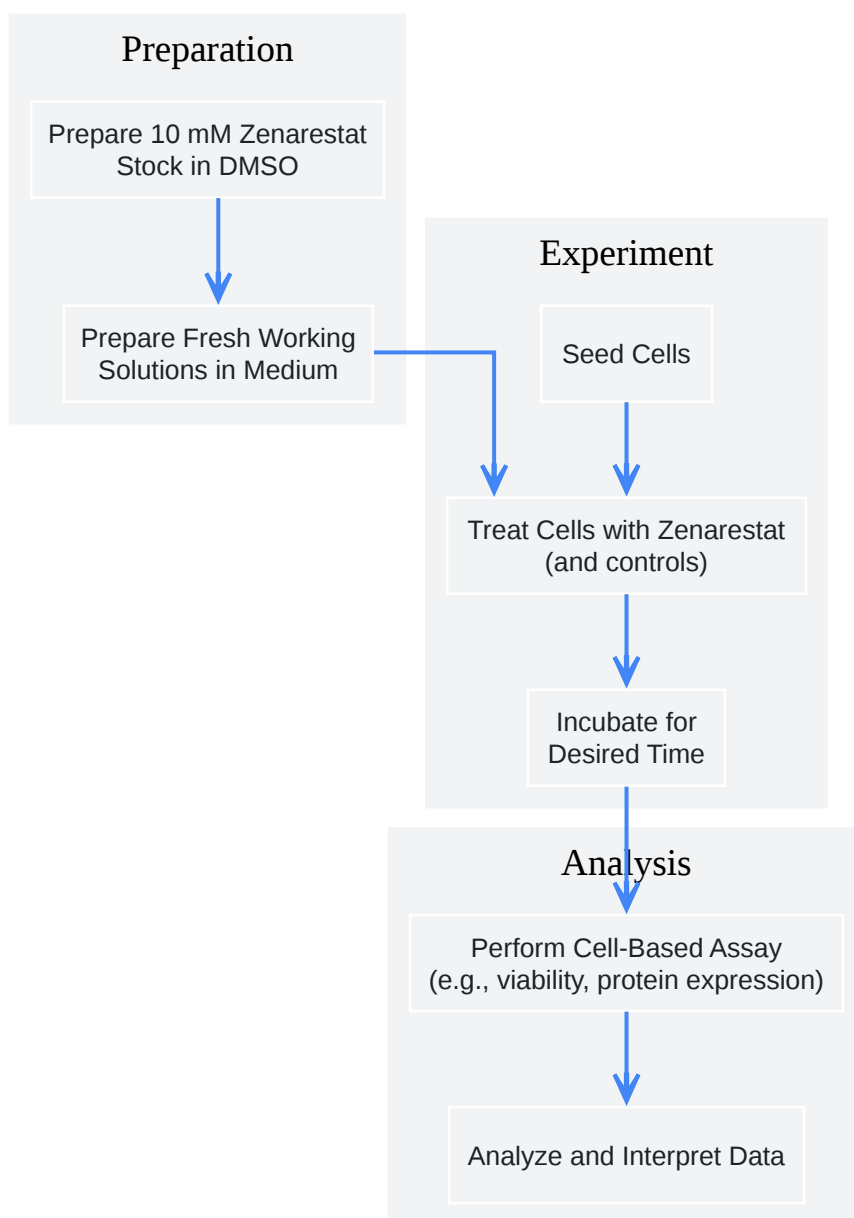 Preparation
Prepare 10 mM Zenarestat
Stock in DMSO
Prepare Fresh Working
Solutions in Medium
Experiment
Seed Cells
Treat Cells with Zenarestat
(and controls)
Incubate for
Desired Time
Analysis
Perform Cell-Based Assay
(e.g., viability, protein expression)
Analyze and Interpret Data